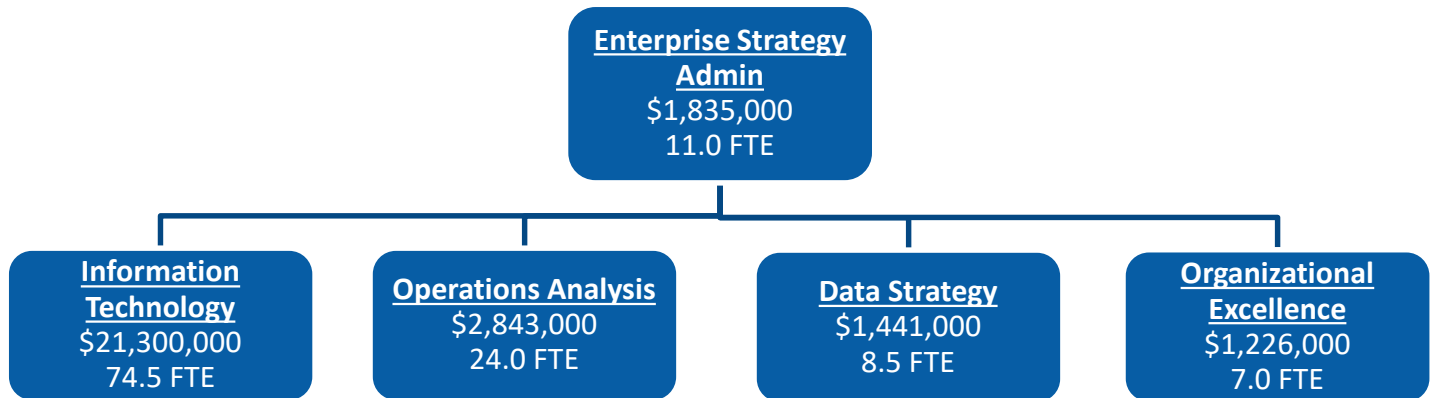 Enterprise Strategy
Admin
$1,835,000
11.0 FTE
Information
Technology
$21,300,000
74.5 FTE
Operations Analysis
$2,843,000
24.0 FTE
Data Strategy
$1,441,000
8.5 FTE
Organizational
Excellence
$1,226,000
7.0 FTE